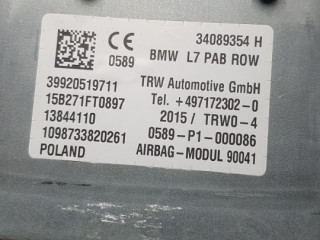 34089354 H
0589 BMW L7 PAB ROW
39920519711 TRW Automotive GmbH
15B271FT0897 Tel. +497172302-0
13844110 2015 / TRW0-4
1098733820261 0589-P1-000086
POLAND AIRBAG-MODUL 90041